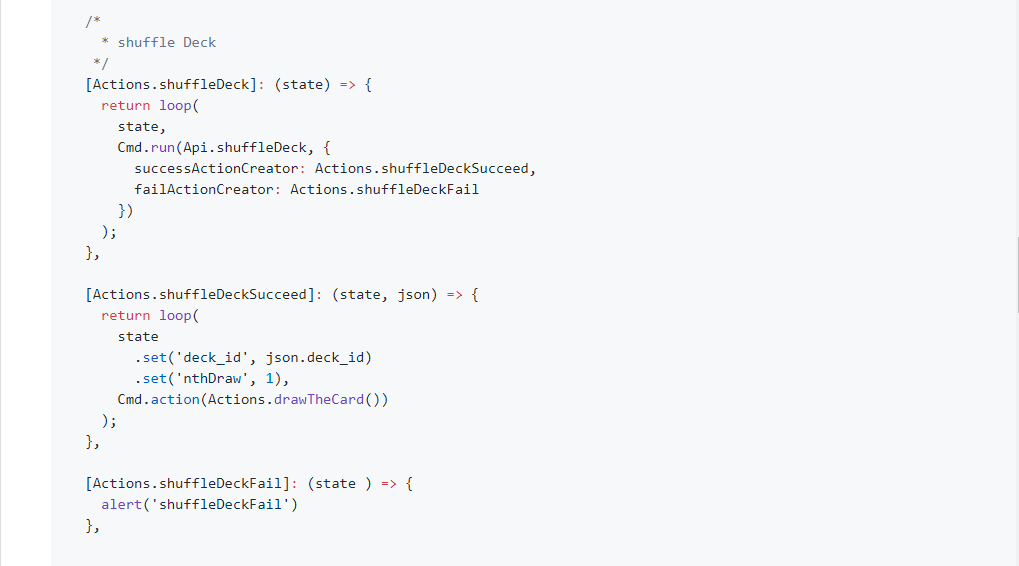 /*
  * shuffle Deck
 */
[Actions.shuffleDeck]: (state) => {
  return loop(
    state,
    Cmd.run(Api.shuffleDeck, {
      successActionCreator: Actions.shuffleDeckSucceed,
      failActionCreator: Actions.shuffleDeckFail
    })
  );
},

[Actions.shuffleDeckSucceed]: (state, json) => {
  return loop(
    state
      .set('deck_id', json.deck_id)
      .set('nthDraw', 1),
    Cmd.action(Actions.drawTheCard())
  );
},

[Actions.shuffleDeckFail]: (state ) => {
  alert('shuffleDeckFail')
},